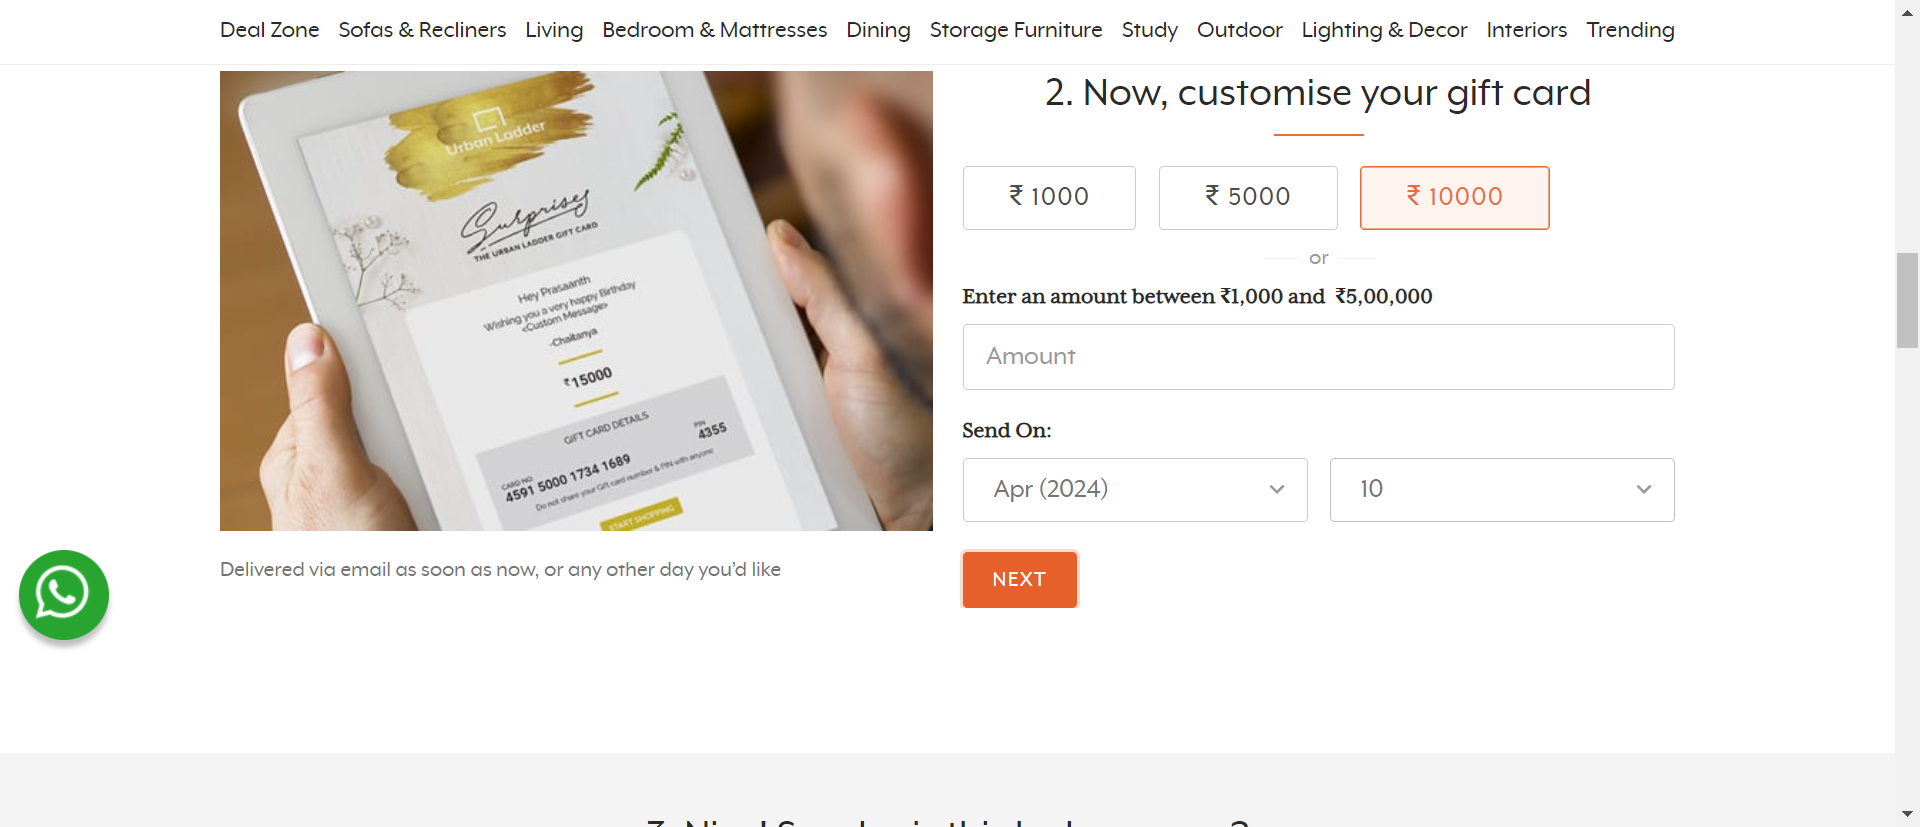 Deal Zone Sofas & Recliners Living Bedroom & Mattresses Dining Storage Furniture Study Outdoor Lighting & Decor Interiors Trending
Urban Ladder
Surprises
THE URBAN LADDER GIFT CARD
Hey Prasaanth
Wishing you a very happy Birthday
<Custom Message>
-Chaitanya
₹15000
GIFT CARD DETAILS
PIN
4355
CARD NO.
4591 5000 1734 1689
Do not share your Gift card number & PIN with anyone
START SHOPPING
Delivered via email as soon as now, or any other day you'd like
2. Now, customise your gift card
₹ 1000 ₹ 5000 ₹ 10000
or
Enter an amount between ₹1,000 and ₹5,00,000
Amount
Send On:
Apr (2024) 10
NEXT